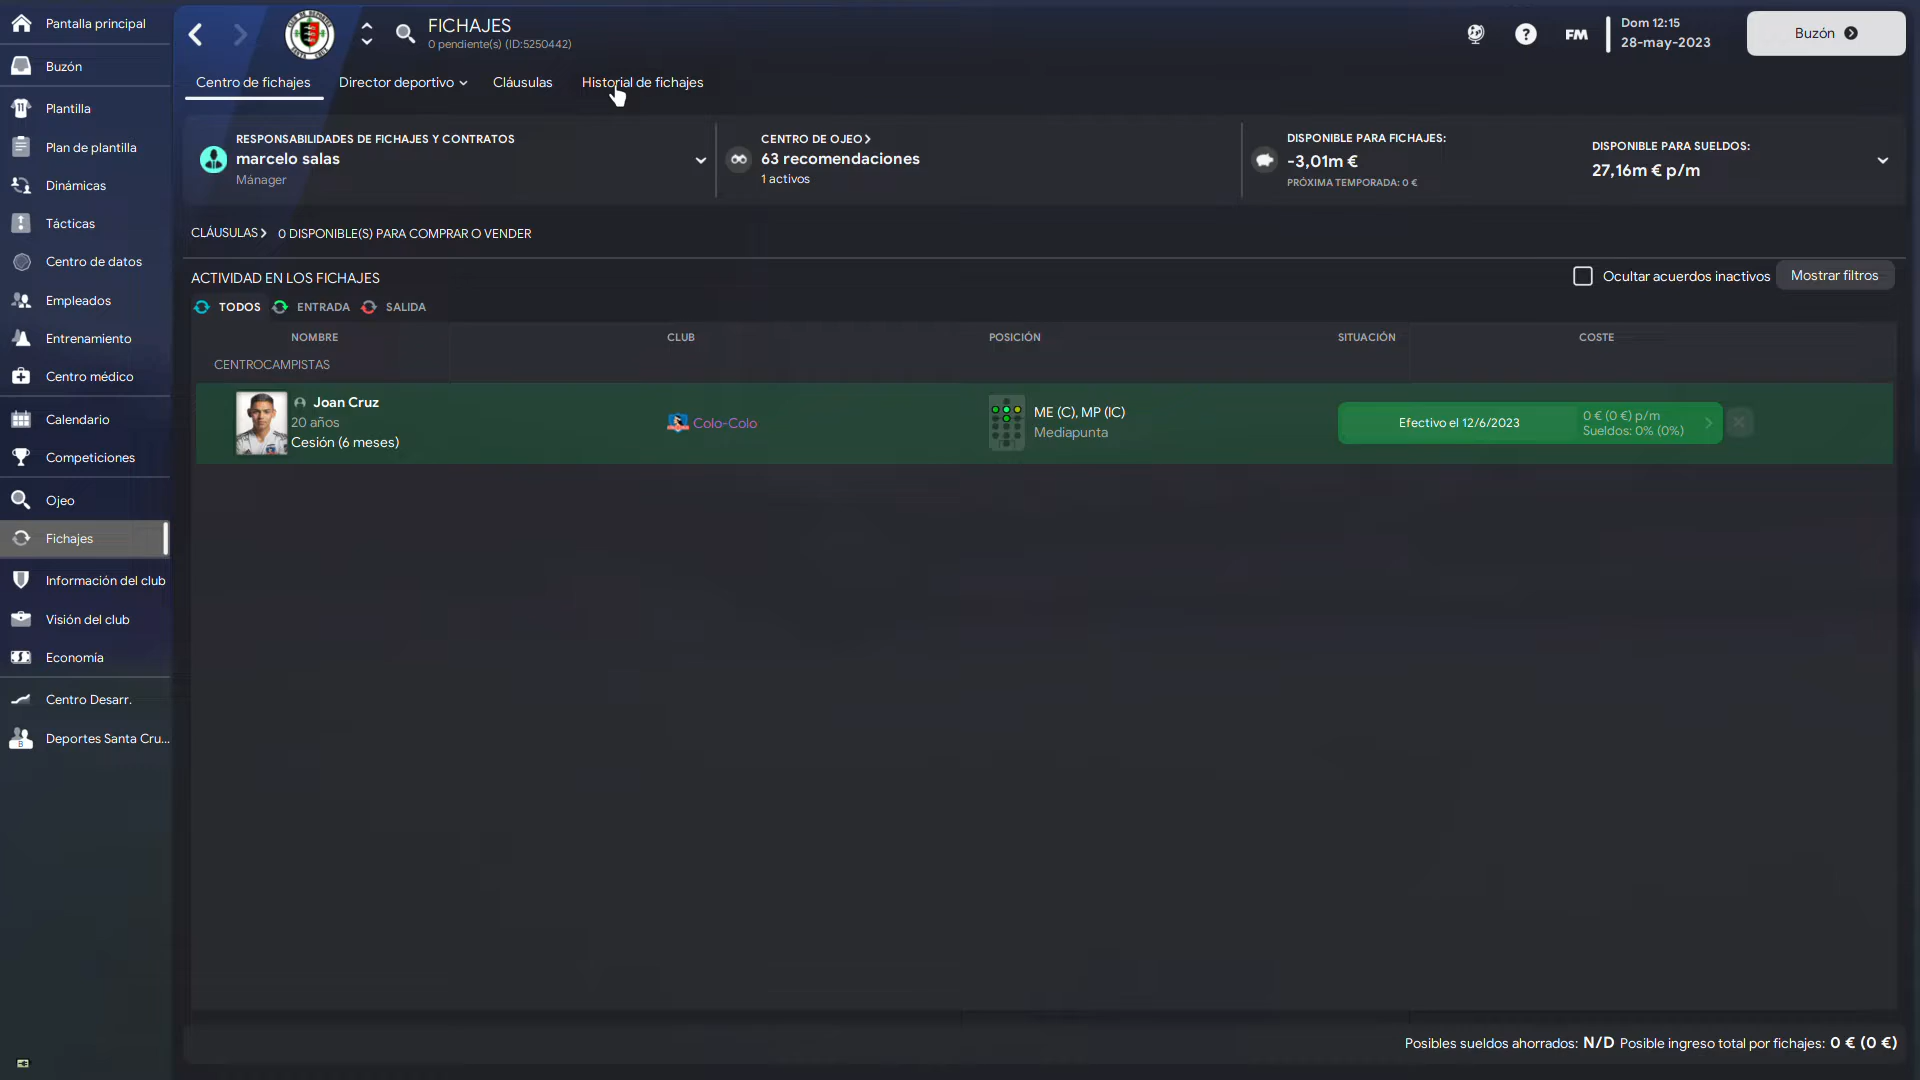 Pantalla principal
Buzón
Plantilla
Plan de plantilla
Dinámicas
Tácticas
Centro de datos
Empleados
Entrenamiento
Centro médico
Calendario
Competiciones
Ojeo
Fichajes
Información del club
Visión del club
Economía
Centro Desarr.
Deportes Santa Cru...
FICHAJES
0 pendiente(s) (ID:5250442)
FM
Dom 12:15
28-may-2023
Buzón
Centro de fichajes
Director deportivo
Cláusulas
Historial de fichajes
RESPONSABILIDADES DE FICHAJES Y CONTRATOS
marcelo salas
Mánager
CENTRO DE OJEO
63 recomendaciones
1 activos
DISPONIBLE PARA FICHAJES:
-3,01m €
PRÓXIMA TEMPORADA: 0 €
DISPONIBLE PARA SUELDOS:
27,16m € p/m
CLÁUSULAS 0 DISPONIBLE(S) PARA COMPRAR O VENDER
ACTIVIDAD EN LOS FICHAJES
Ocultar acuerdos inactivos
Mostrar filtros
TODOS ENTRADA SALIDA
NOMBRE CLUB POSICIÓN SITUACIÓN COSTE
CENTROCAMPISTAS
Joan Cruz
20 años
Cesión (6 meses)
Colo-Colo
ME (C), MP (IC)
Mediapunta
Efectivo el 12/6/2023
0 € (0 €) p/m
Sueldos: 0% (0%)
Posibles sueldos ahorrados: N/D Posible ingreso total por fichajes: 0 € (0 €)